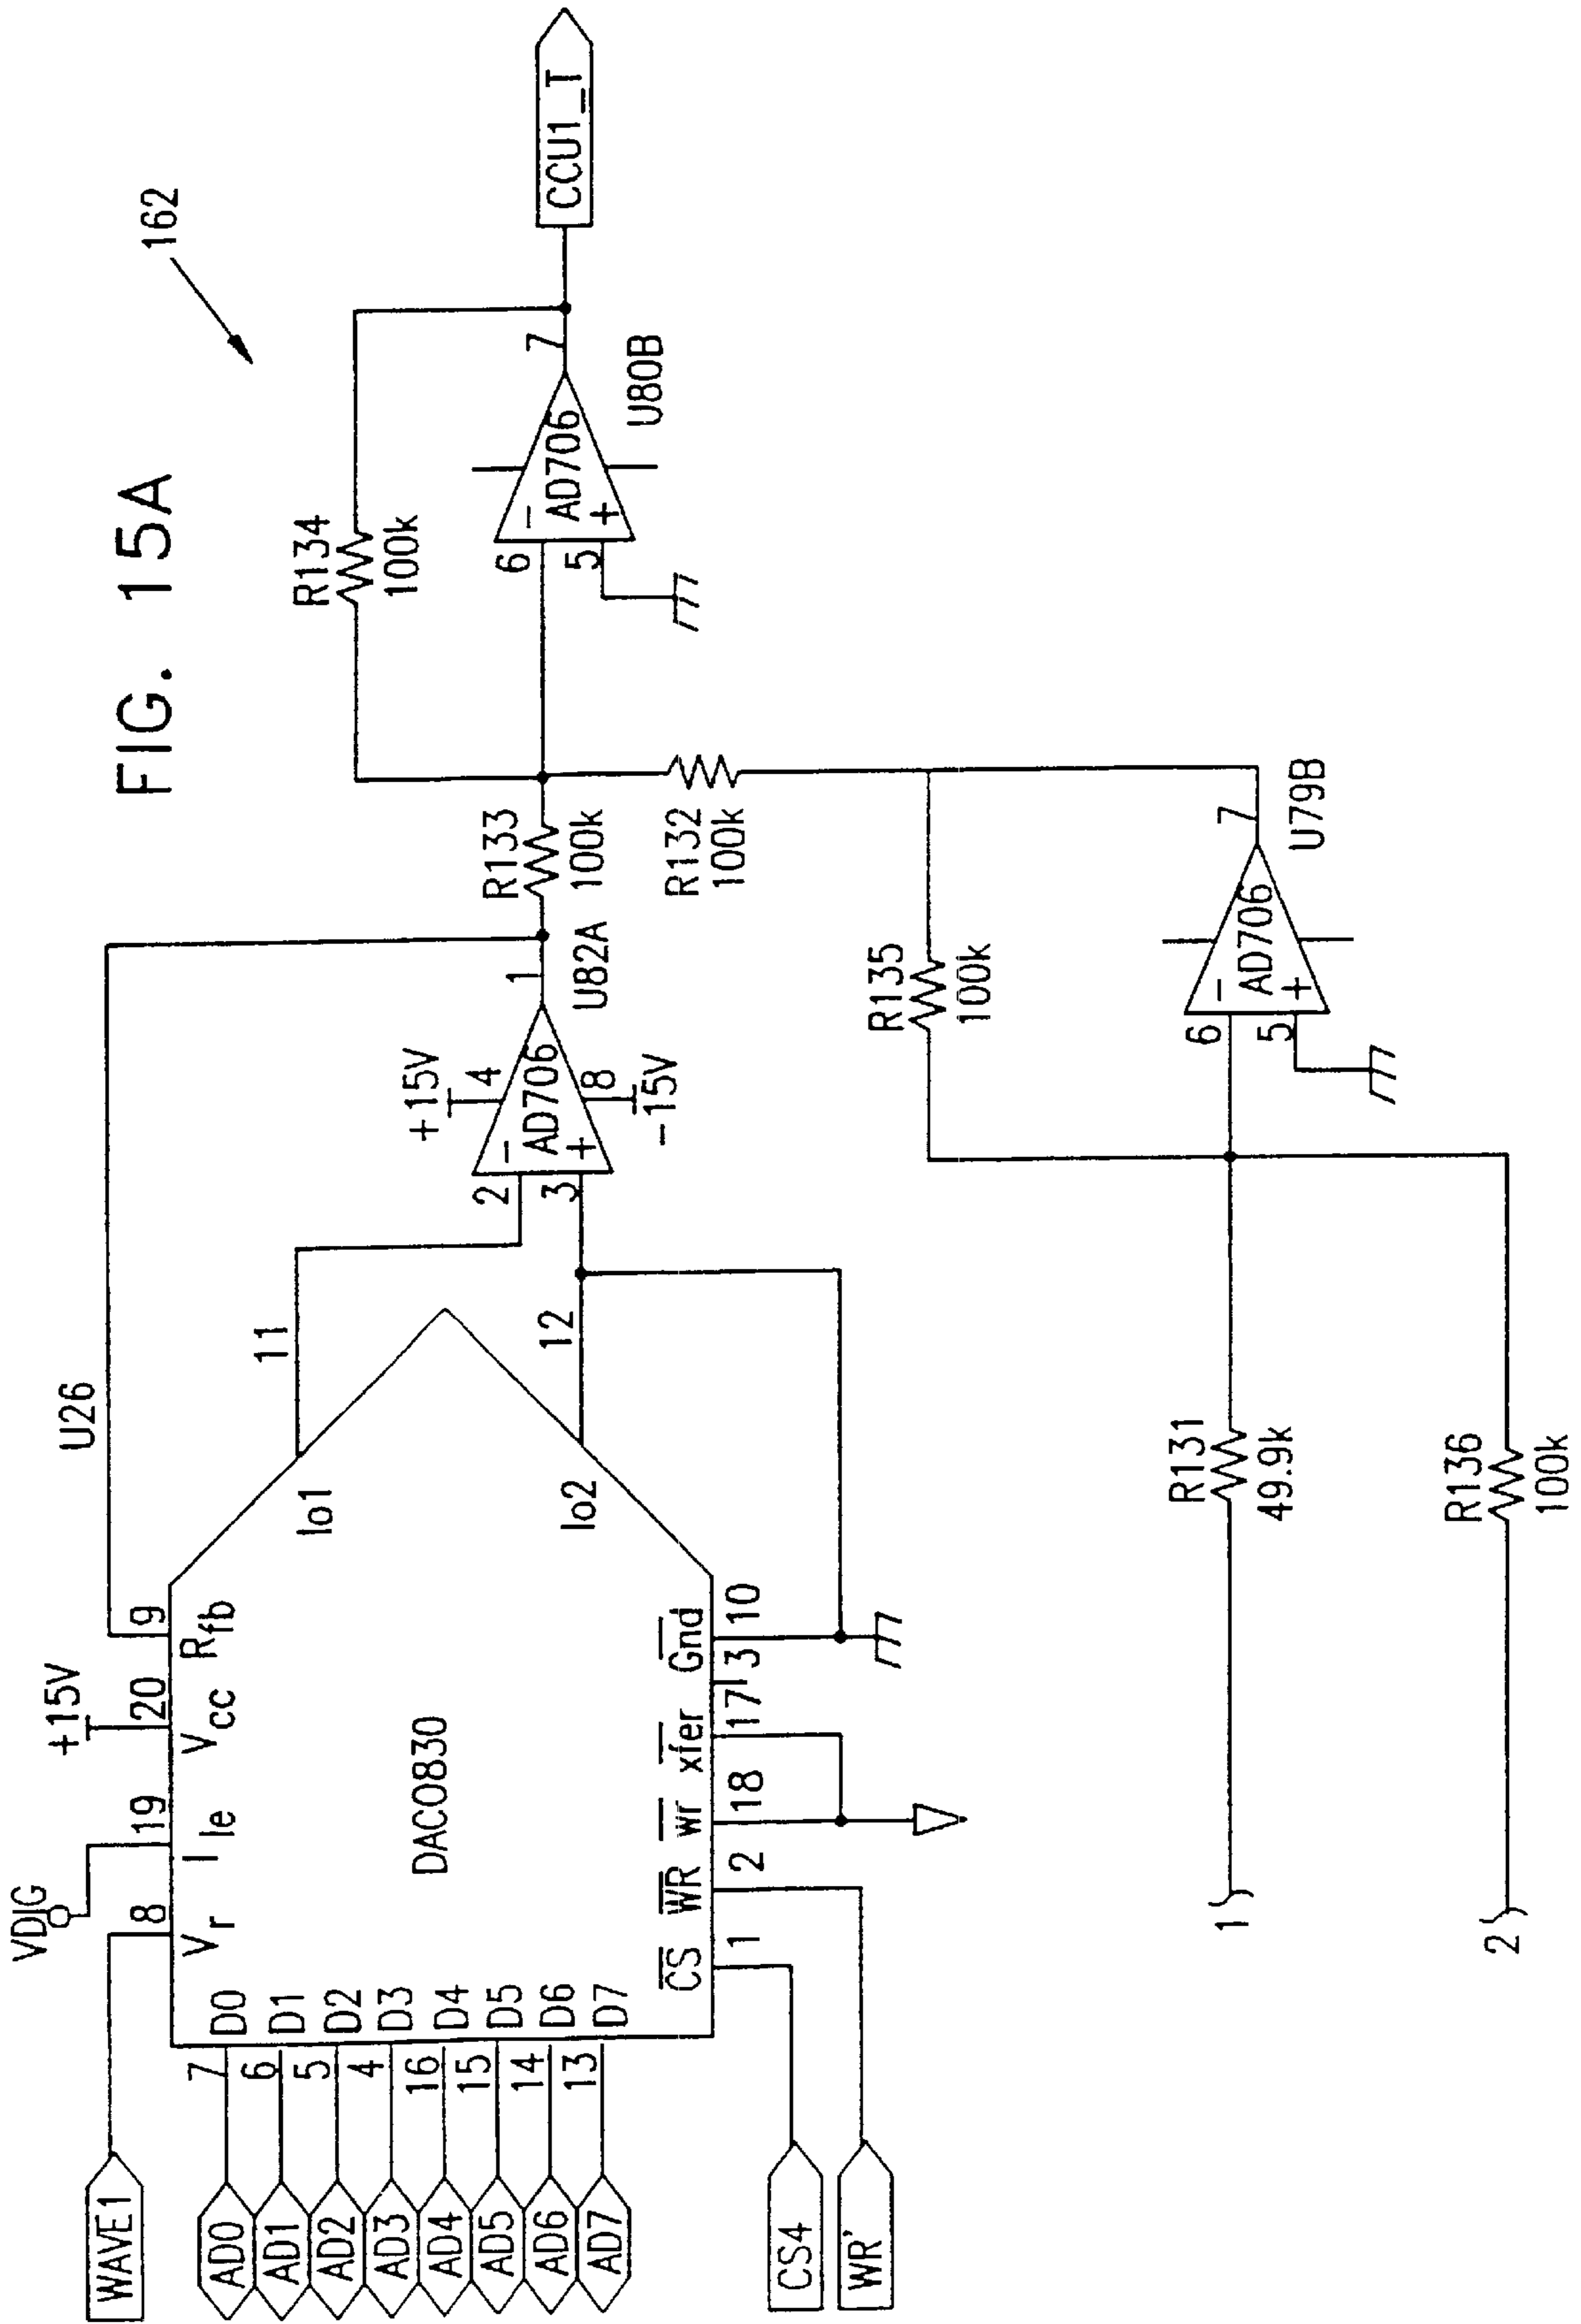 FIG. 15A
162
WAVE1
AD0
AD1
AD2
AD3
AD4
AD5
AD6
AD7
CS4
WR'
7
6
5
4
16
15
14
13
D0
D1
D2
D3
D4
D5
D6
D7
VDIG
+15V
8
19
20
9
Vr
Ile
Vcc
Rfb
U26
DAC0830
CS
WR
wr
xfer
Gnd
1
2
18
17
3
10
Io1
Io2
11
12
2
3
-
+
AD706
+15V
4
8
-15V
1
U82A
R133
100k
R134
100k
R132
100k
6
5
-
+
AD706
7
U80B
CCU1_T
R135
100k
6
5
-
+
AD706
7
U79B
1
R131
49.9k
2
R136
100k